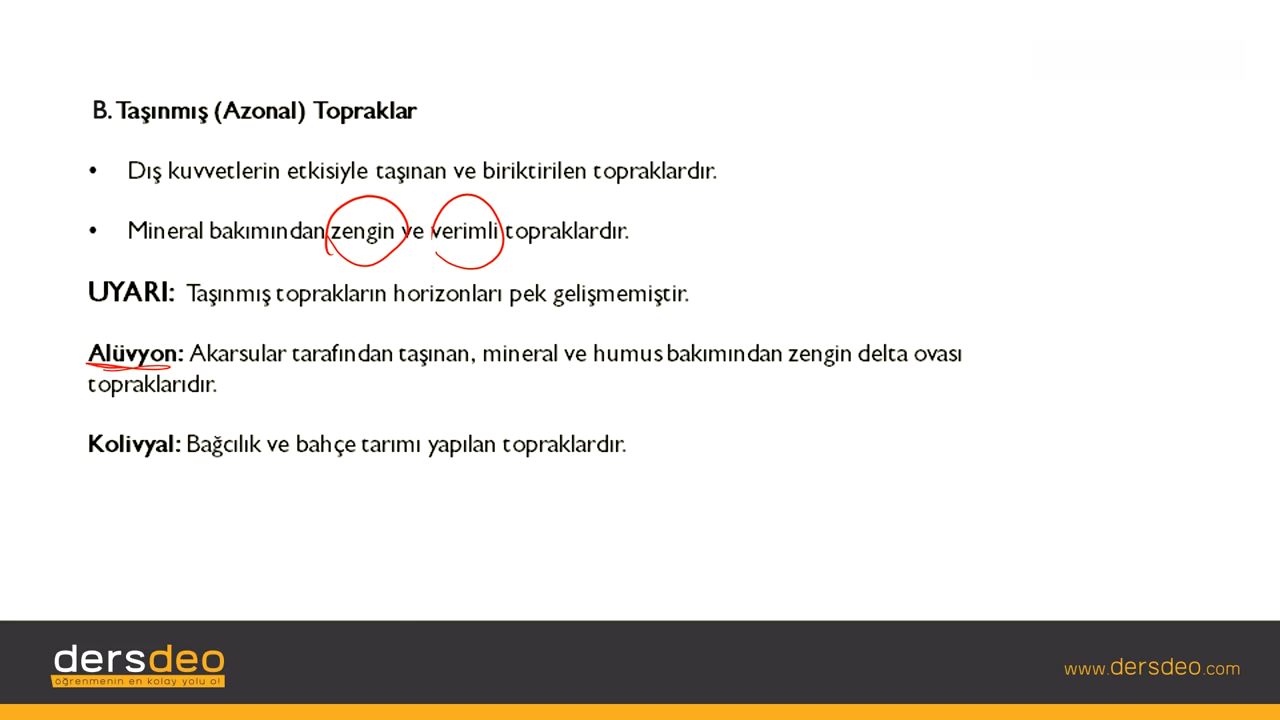 B. Taşınmış (Azonal) Topraklar
• Dış kuvvetlerin etkisiyle taşınan ve biriktirilen topraklardır.
• Mineral bakımından zengin ve verimli topraklardır.
UYARI: Taşınmış toprakların horizonları pek gelişmemiştir.
Alüvyon: Akarsular tarafından taşınan, mineral ve humus bakımından zengin delta ovası
topraklarıdır.
Kolivyal: Bağcılık ve bahçe tarımı yapılan topraklardır.
dersdeo
öğrenmenin en kolay yolu o!
www.dersdeo.com